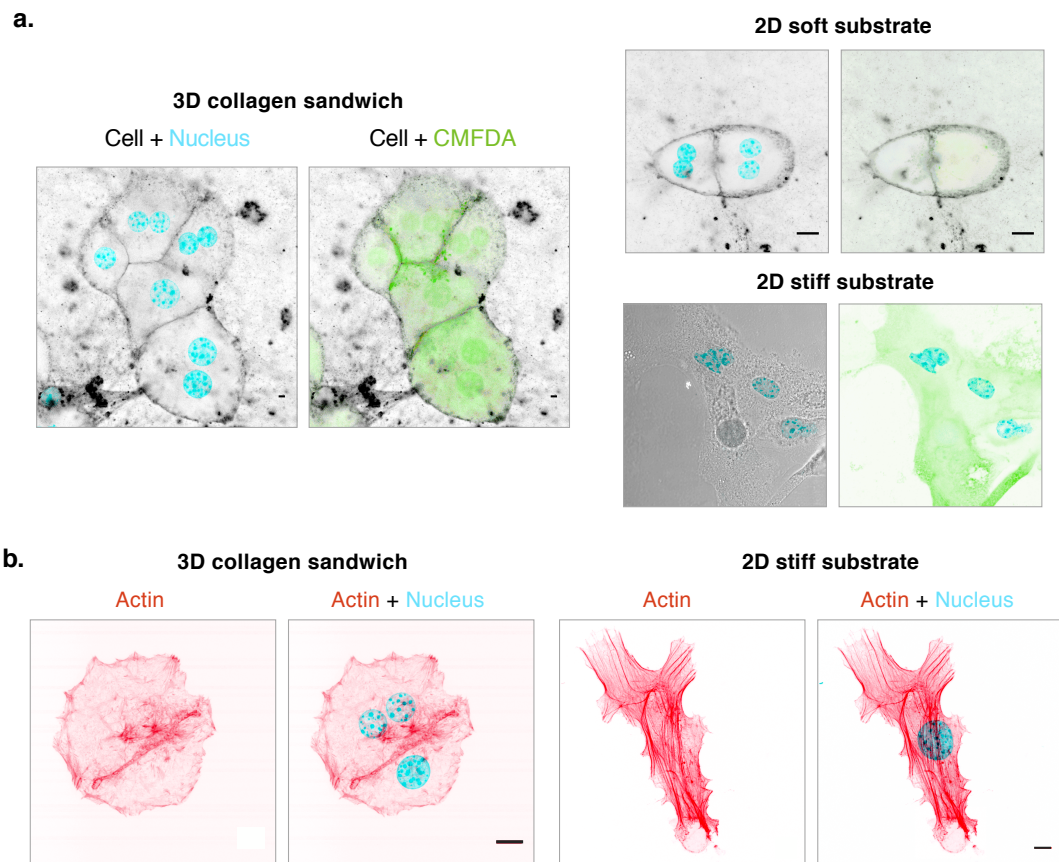 a.
3D collagen sandwich
Cell + Nucleus
Cell + CMFDA
2D soft substrate
2D stiff substrate
b.
3D collagen sandwich
2D stiff substrate
Actin
Actin + Nucleus
Actin
Actin + Nucleus